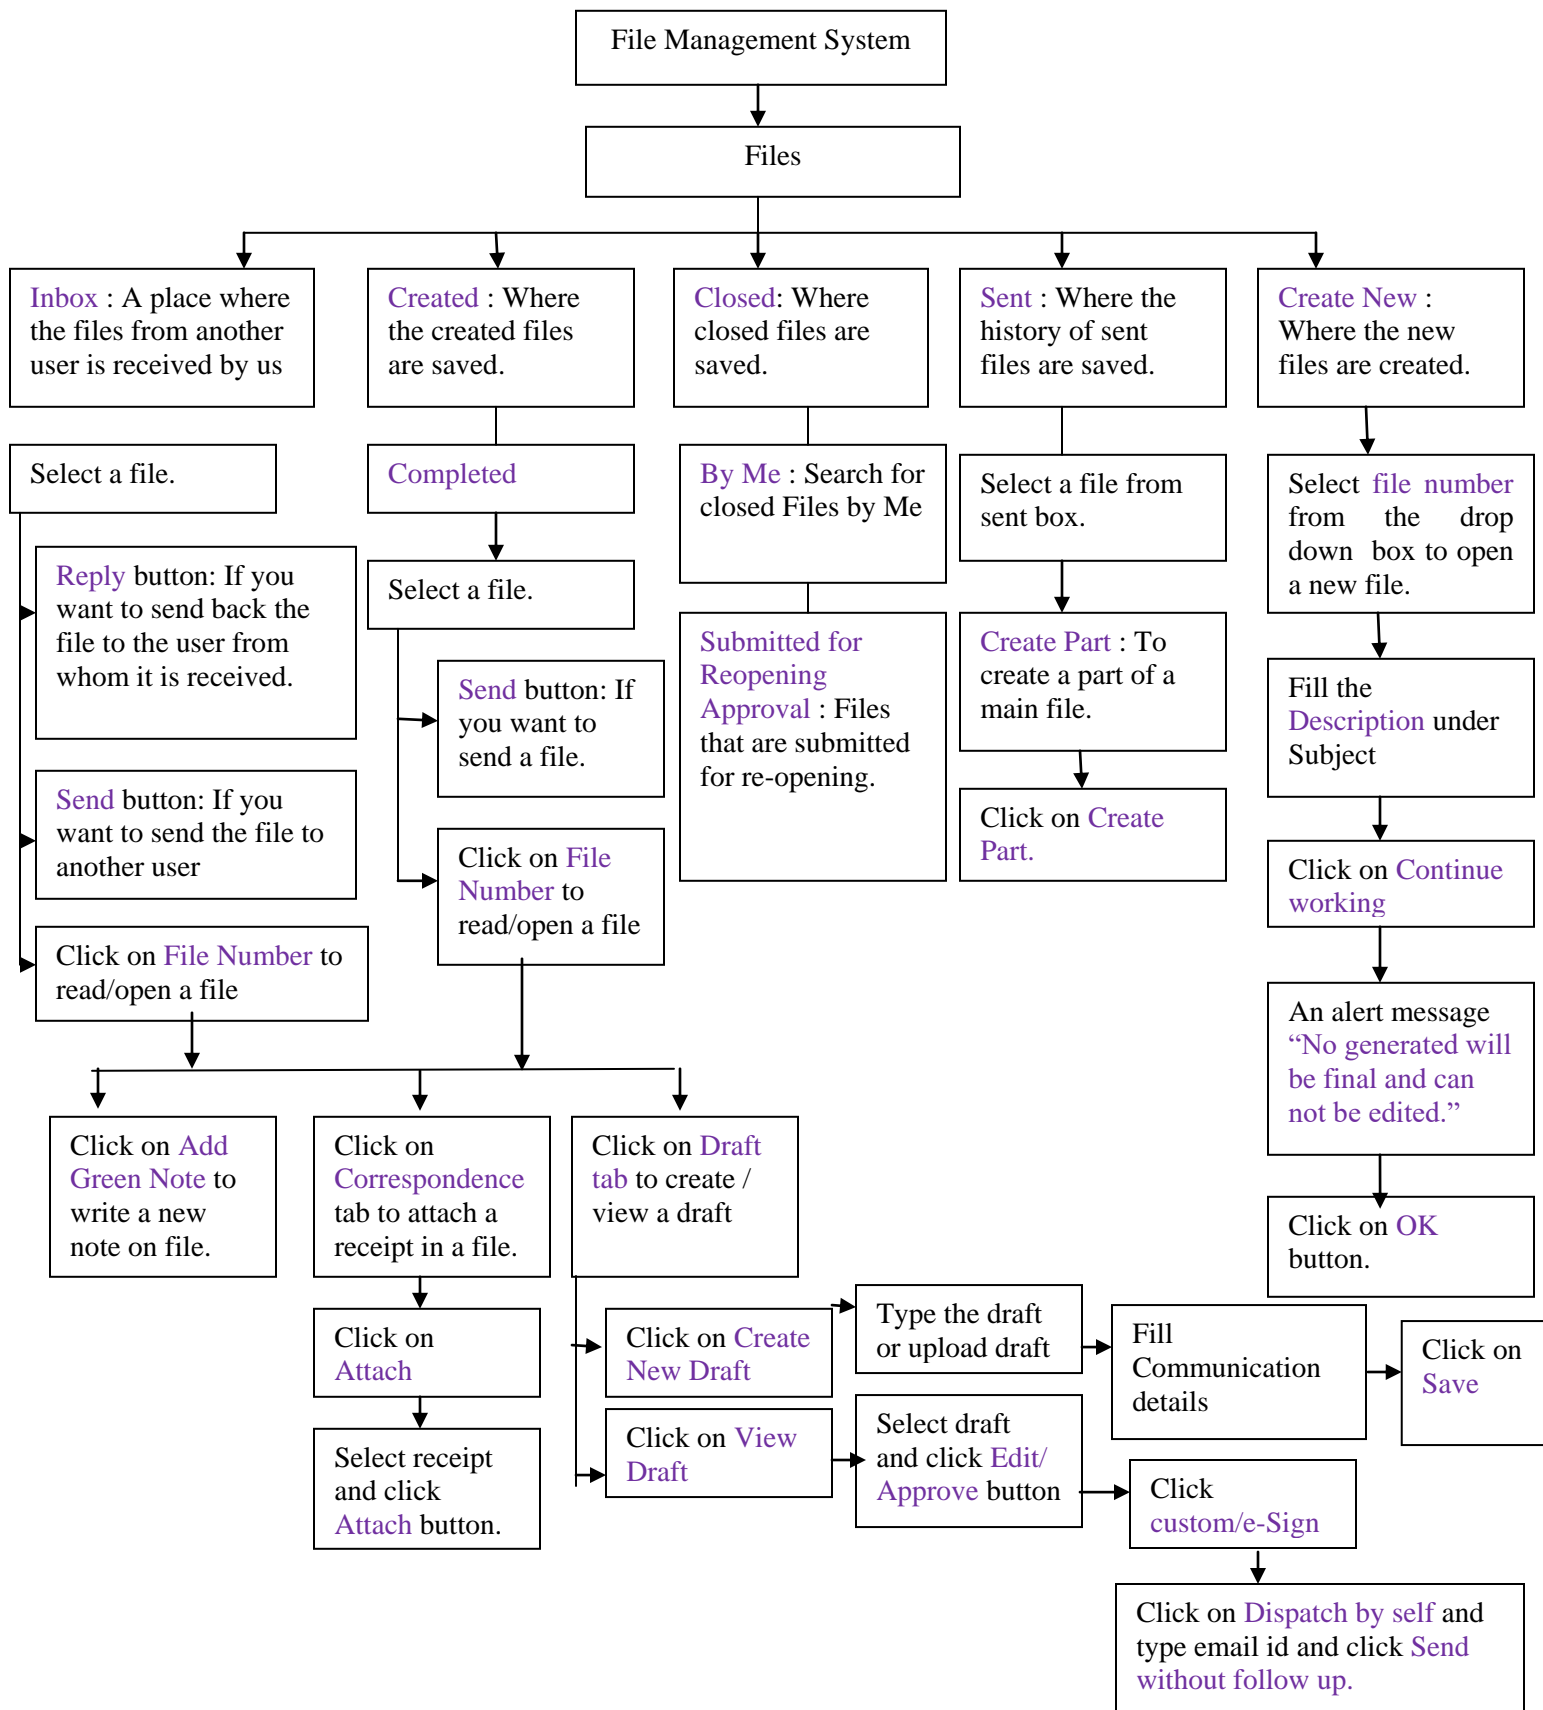 File Management System
Files
Inbox : A place where
the files from another
user is received by us
Created : Where
the created files
are saved.
Closed: Where
closed files are
saved.
Sent : Where the
history of sent
files are saved.
Create New :
Where the new
files are created.
Select a file.
Completed
By Me : Search for
closed Files by Me
Select a file from
sent box.
Select file number
from the drop
down box to open
a new file.
Reply button: If you
want to send back the
file to the user from
whom it is received.
Select a file.
Submitted for
Reopening
Approval : Files
that are submitted
for re-opening.
Create Part : To
create a part of a
main file.
Fill the
Description under
Subject
Send button: If
you want to
send a file.
Send button: If you
want to send the file to
another user
Click on Create
Part.
Click on File
Number to
read/open a file
Click on Continue
working
Click on File Number to
read/open a file
An alert message
“No generated will
be final and can
not be edited.”
Click on Add
Green Note to
write a new
note on file.
Click on
Correspondence
tab to attach a
receipt in a file.
Click on Draft
tab to create /
view a draft
Click on OK
button.
Click on
Attach
Click on Create
New Draft
Type the draft
or upload draft
Fill
Communication
details
Click on
Save
Select receipt
and click
Attach button.
Click on View
Draft
Select draft
and click Edit/
Approve button
Click
custom/e-Sign
Click on Dispatch by self and
type email id and click Send
without follow up.